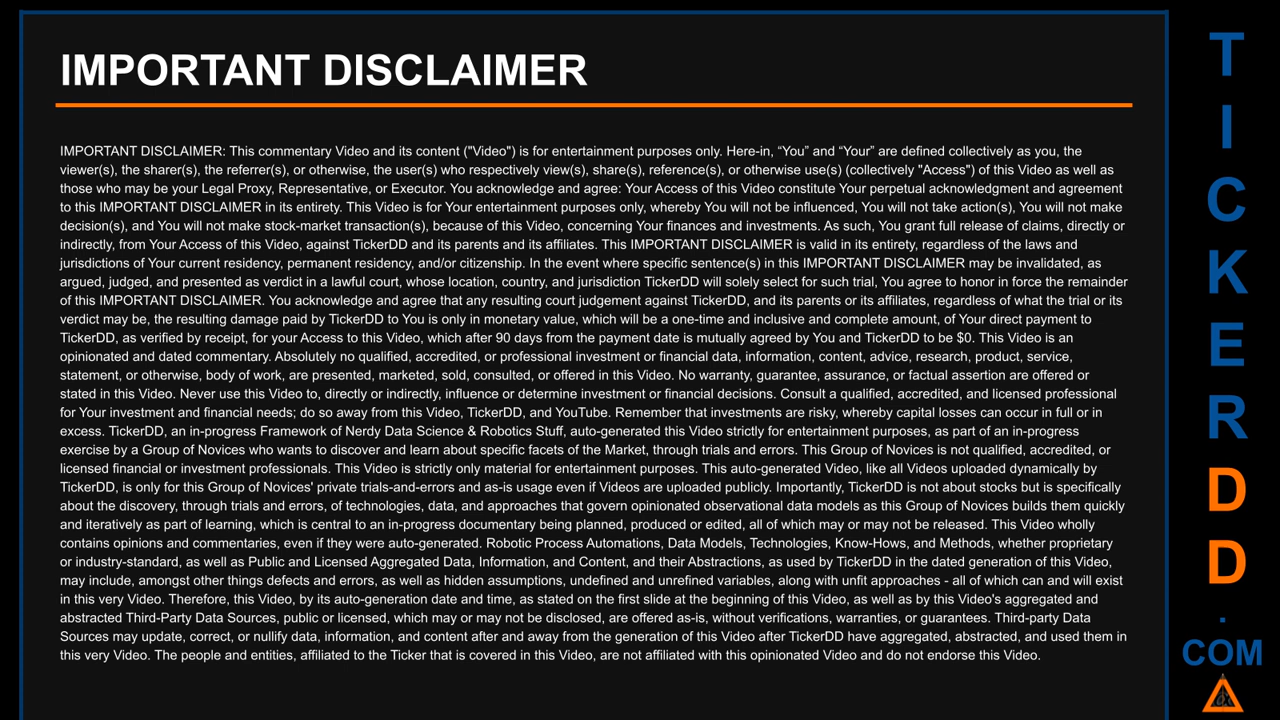 IMPORTANT DISCLAIMER
IMPORTANT DISCLAIMER: This commentary Video and its content ("Video") is for entertainment purposes only. Here-in, “You” and “Your” are defined collectively as you, the
viewer(s), the sharer(s), the referrer(s), or otherwise, the user(s) who respectively view(s), share(s), reference(s), or otherwise use(s) (collectively "Access") of this Video as well as
those who may be your Legal Proxy, Representative, or Executor. You acknowledge and agree: Your Access of this Video constitute Your perpetual acknowledgment and agreement
to this IMPORTANT DISCLAIMER in its entirety. This Video is for Your entertainment purposes only, whereby You will not be influenced, You will not take action(s), You will not make
decision(s), and You will not make stock-market transaction(s), because of this Video, concerning Your finances and investments. As such, You grant full release of claims, directly or
indirectly, from Your Access of this Video, against TickerDD and its parents and its affiliates. This IMPORTANT DISCLAIMER is valid in its entirety, regardless of the laws and
jurisdictions of Your current residency, permanent residency, and/or citizenship. In the event where specific sentence(s) in this IMPORTANT DISCLAIMER may be invalidated, as
argued, judged, and presented as verdict in a lawful court, whose location, country, and jurisdiction TickerDD will solely select for such trial, You agree to honor in force the remainder
of this IMPORTANT DISCLAIMER. You acknowledge and agree that any resulting court judgement against TickerDD, and its parents or its affiliates, regardless of what the trial or its
verdict may be, the resulting damage paid by TickerDD to You is only in monetary value, which will be a one-time and inclusive and complete amount, of Your direct payment to
TickerDD, as verified by receipt, for your Access to this Video, which after 90 days from the payment date is mutually agreed by You and TickerDD to be $0. This Video is an
opinionated and dated commentary. Absolutely no qualified, accredited, or professional investment or financial data, information, content, advice, research, product, service,
statement, or otherwise, body of work, are presented, marketed, sold, consulted, or offered in this Video. No warranty, guarantee, assurance, or factual assertion are offered or
stated in this Video. Never use this Video to, directly or indirectly, influence or determine investment or financial decisions. Consult a qualified, accredited, and licensed professional
for Your investment and financial needs; do so away from this Video, TickerDD, and YouTube. Remember that investments are risky, whereby capital losses can occur in full or in
excess. TickerDD, an in-progress Framework of Nerdy Data Science & Robotics Stuff, auto-generated this Video strictly for entertainment purposes, as part of an in-progress
exercise by a Group of Novices who wants to discover and learn about specific facets of the Market, through trials and errors. This Group of Novices is not qualified, accredited, or
licensed financial or investment professionals. This Video is strictly only material for entertainment purposes. This auto-generated Video, like all Videos uploaded dynamically by
TickerDD, is only for this Group of Novices' private trials-and-errors and as-is usage even if Videos are uploaded publicly. Importantly, TickerDD is not about stocks but is specifically
about the discovery, through trials and errors, of technologies, data, and approaches that govern opinionated observational data models as this Group of Novices builds them quickly
and iteratively as part of learning, which is central to an in-progress documentary being planned, produced or edited, all of which may or may not be released. This Video wholly
contains opinions and commentaries, even if they were auto-generated. Robotic Process Automations, Data Models, Technologies, Know-Hows, and Methods, whether proprietary
or industry-standard, as well as Public and Licensed Aggregated Data, Information, and Content, and their Abstractions, as used by TickerDD in the dated generation of this Video,
may include, amongst other things defects and errors, as well as hidden assumptions, undefined and unrefined variables, along with unfit approaches - all of which can and will exist
in this very Video. Therefore, this Video, by its auto-generation date and time, as stated on the first slide at the beginning of this Video, as well as by this Video's aggregated and
abstracted Third-Party Data Sources, public or licensed, which may or may not be disclosed, are offered as-is, without verifications, warranties, or guarantees. Third-party Data
Sources may update, correct, or nullify data, information, and content after and away from the generation of this Video after TickerDD have aggregated, abstracted, and used them in
this very Video. The people and entities, affiliated to the Ticker that is covered in this Video, are not affiliated with this opinionated Video and do not endorse this Video.
T
I
C
K
E
R
D
D
.
COM